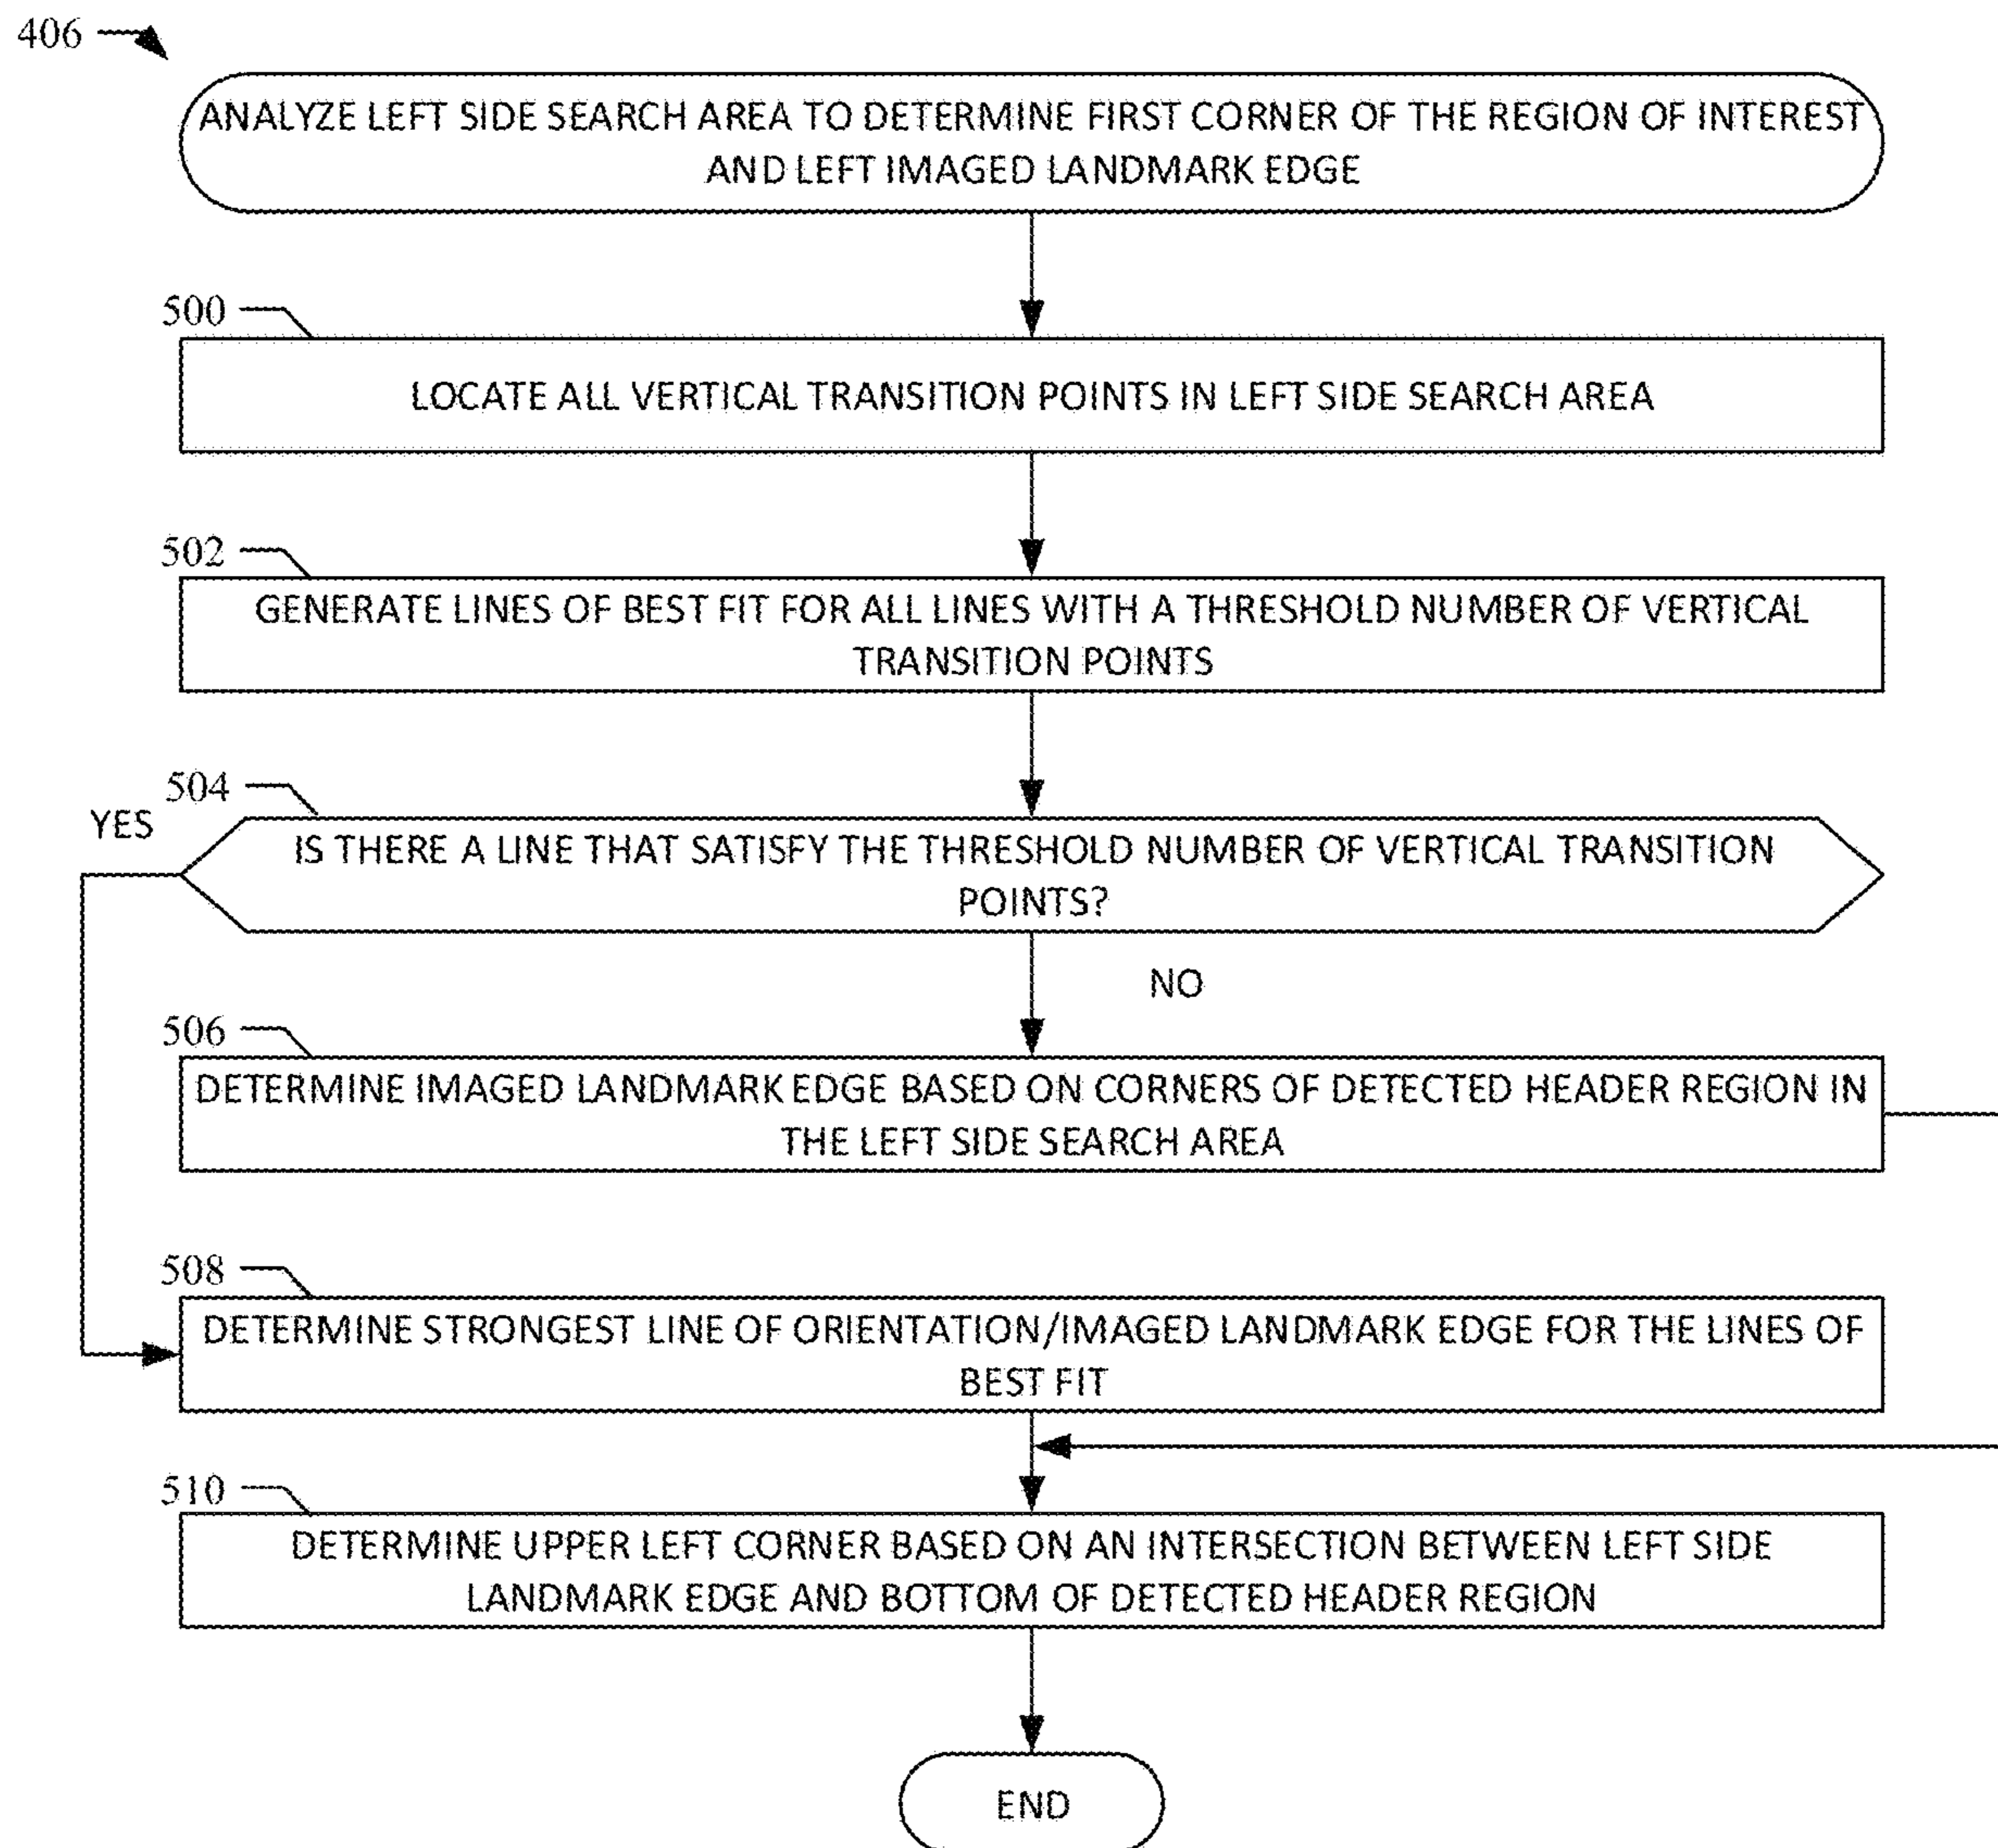 406
ANALYZE LEFT SIDE SEARCH AREA TO DETERMINE FIRST CORNER OF THE REGION OF INTEREST
AND LEFT IMAGED LANDMARK EDGE
500
LOCATE ALL VERTICAL TRANSITION POINTS IN LEFT SIDE SEARCH AREA
502
GENERATE LINES OF BEST FIT FOR ALL LINES WITH A THRESHOLD NUMBER OF VERTICAL
TRANSITION POINTS
504
YES
IS THERE A LINE THAT SATISFY THE THRESHOLD NUMBER OF VERTICAL TRANSITION
POINTS?
NO
506
DETERMINE IMAGED LANDMARK EDGE BASED ON CORNERS OF DETECTED HEADER REGION IN
THE LEFT SIDE SEARCH AREA
508
DETERMINE STRONGEST LINE OF ORIENTATION/IMAGED LANDMARK EDGE FOR THE LINES OF
BEST FIT
510
DETERMINE UPPER LEFT CORNER BASED ON AN INTERSECTION BETWEEN LEFT SIDE
LANDMARK EDGE AND BOTTOM OF DETECTED HEADER REGION
END